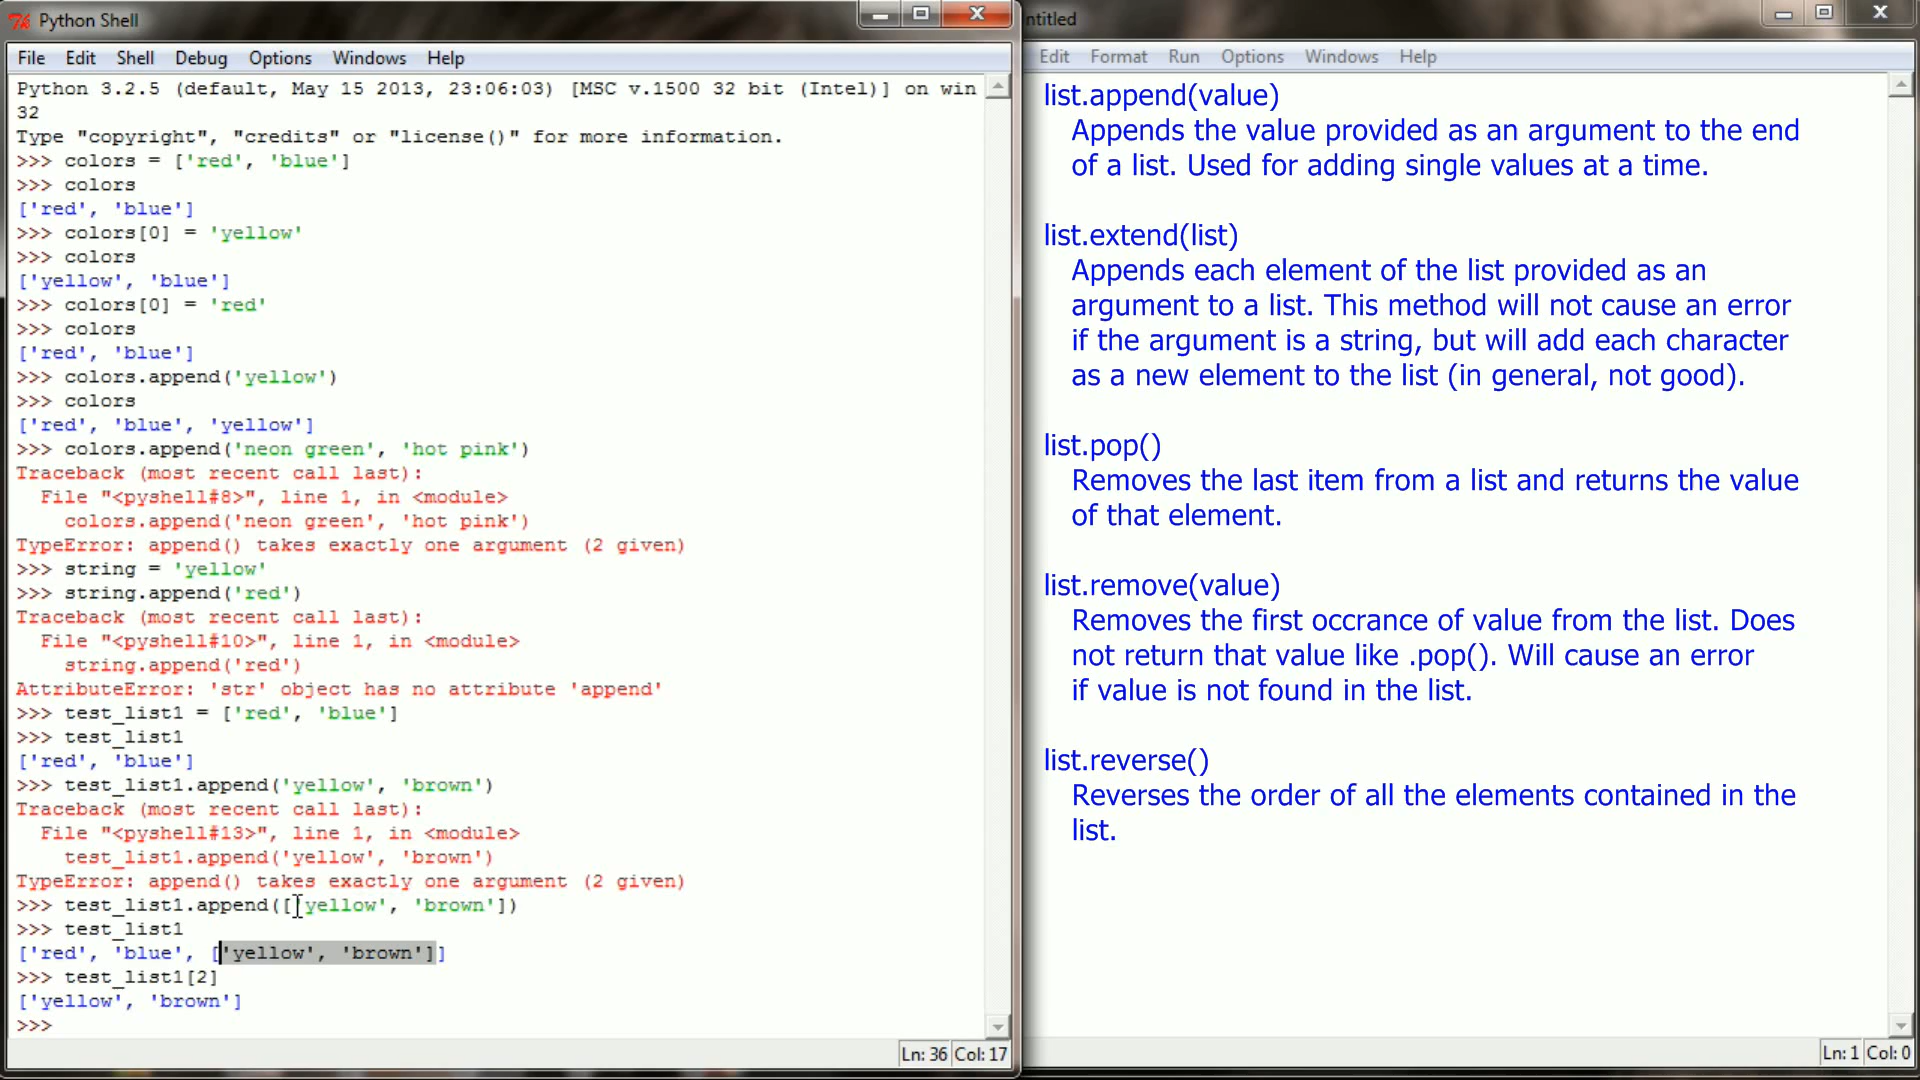 Python Shell
File Edit Shell Debug Options Windows Help
Python 3.2.5 (default, May 15 2013, 23:06:03) [MSC v.1500 32 bit (Intel)] on win
32
Type "copyright", "credits" or "license()" for more information.
>>> colors = ['red', 'blue']
>>> colors
['red', 'blue']
>>> colors[0] = 'yellow'
>>> colors
['yellow', 'blue']
>>> colors[0] = 'red'
>>> colors
['red', 'blue']
>>> colors.append('yellow')
>>> colors
['red', 'blue', 'yellow']
>>> colors.append('neon green', 'hot pink')
Traceback (most recent call last):
  File "<pyshell#8>", line 1, in <module>
    colors.append('neon green', 'hot pink')
TypeError: append() takes exactly one argument (2 given)
>>> string = 'yellow'
>>> string.append('red')
Traceback (most recent call last):
  File "<pyshell#10>", line 1, in <module>
    string.append('red')
AttributeError: 'str' object has no attribute 'append'
>>> test_list1 = ['red', 'blue']
>>> test_list1
['red', 'blue']
>>> test_list1.append('yellow', 'brown')
Traceback (most recent call last):
  File "<pyshell#13>", line 1, in <module>
    test_list1.append('yellow', 'brown')
TypeError: append() takes exactly one argument (2 given)
>>> test_list1.append(['yellow', 'brown'])
>>> test_list1
['red', 'blue', ['yellow', 'brown']]
>>> test_list1[2]
['yellow', 'brown']
>>>
Ln: 36 Col: 17
ntitled
Edit Format Run Options Windows Help
list.append(value)
Appends the value provided as an argument to the end
of a list. Used for adding single values at a time.
list.extend(list)
Appends each element of the list provided as an
argument to a list. This method will not cause an error
if the argument is a string, but will add each character
as a new element to the list (in general, not good).
list.pop()
Removes the last item from a list and returns the value
of that element.
list.remove(value)
Removes the first occrance of value from the list. Does
not return that value like .pop(). Will cause an error
if value is not found in the list.
list.reverse()
Reverses the order of all the elements contained in the
list.
Ln: 1 Col: 0